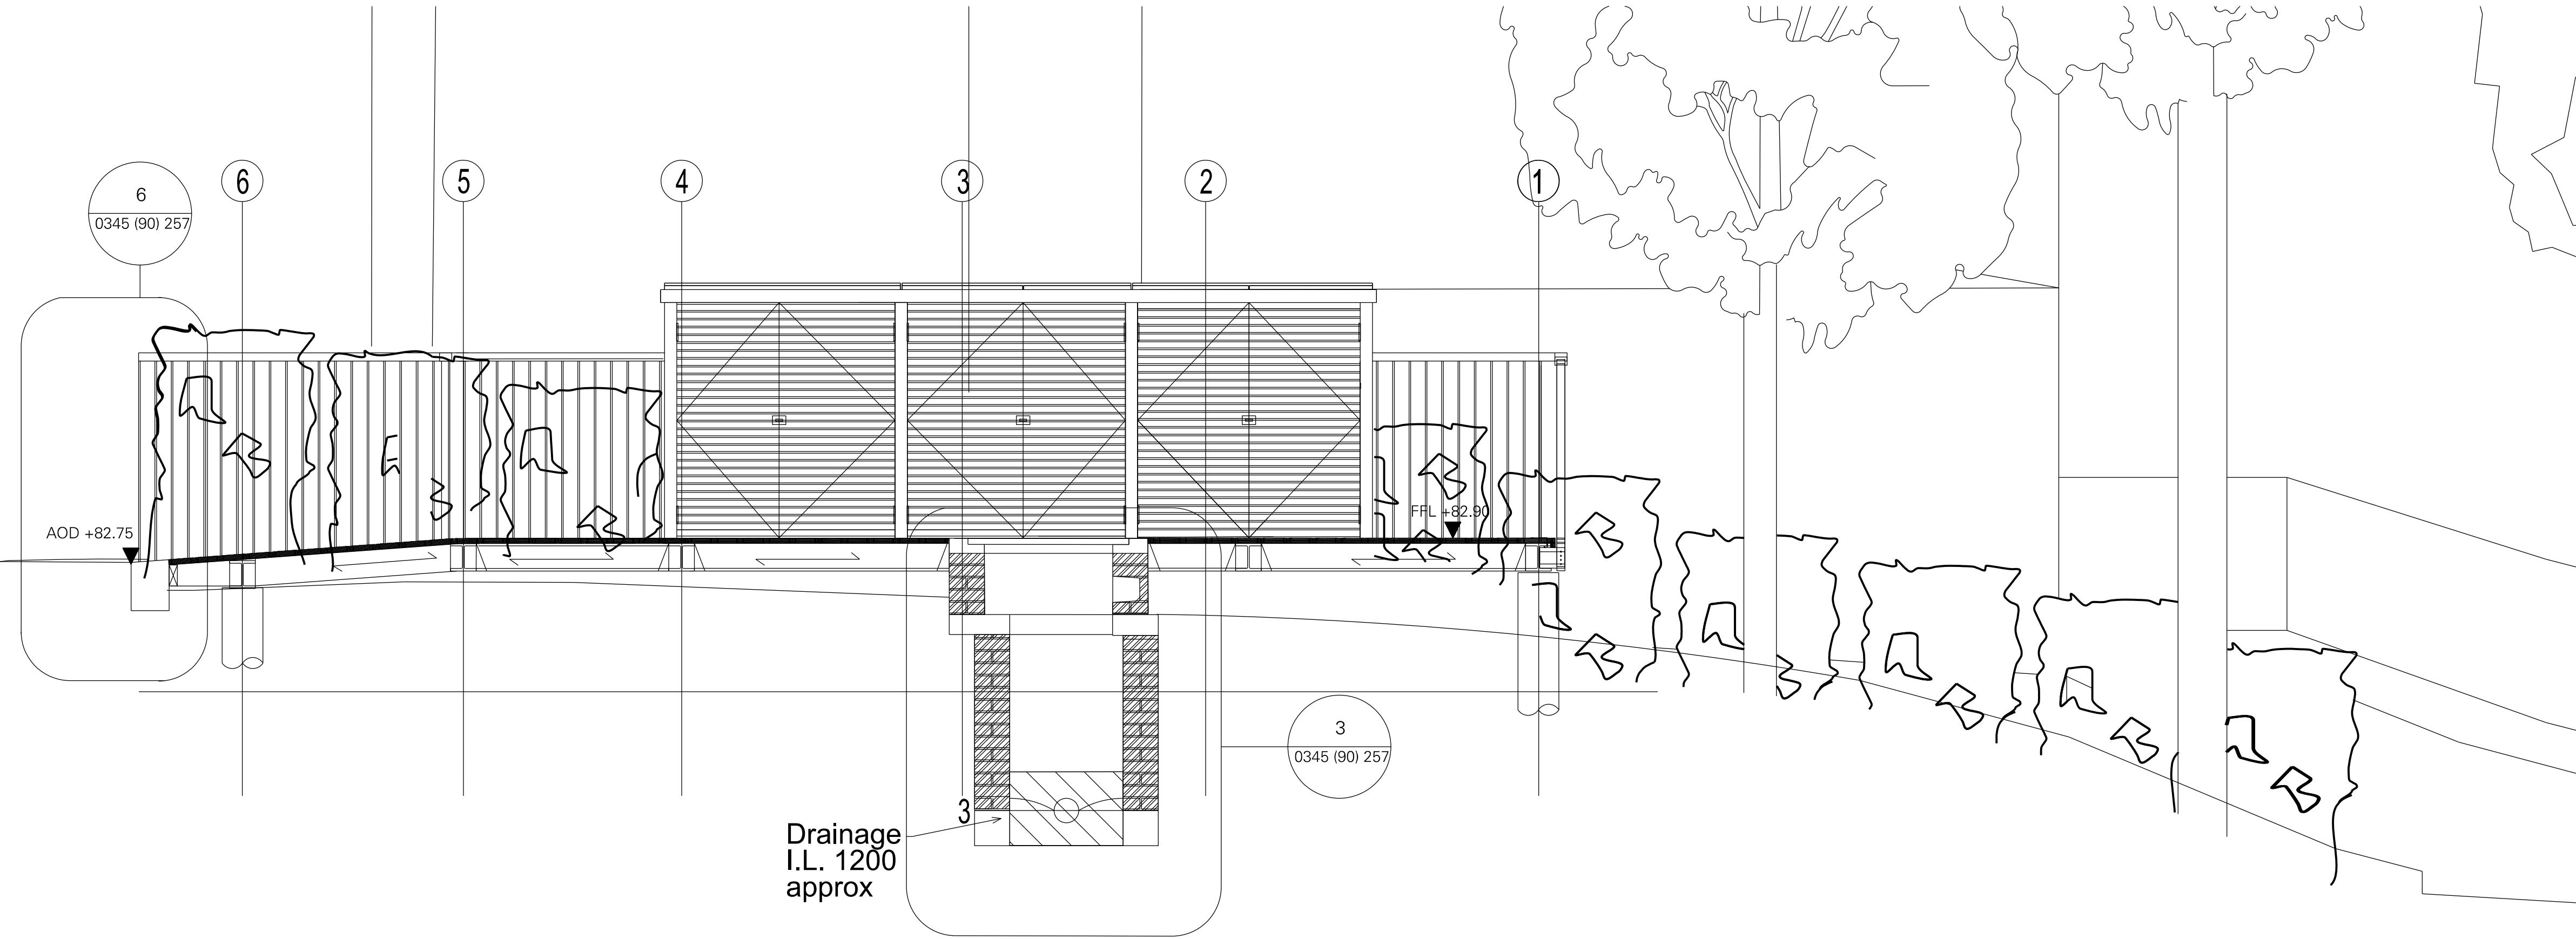 6
0345 (90) 257
6
5
4
3
2
1
AOD +82.75
FFL +82.90
3
0345 (90) 257
3
Drainage
I.L. 1200
approx